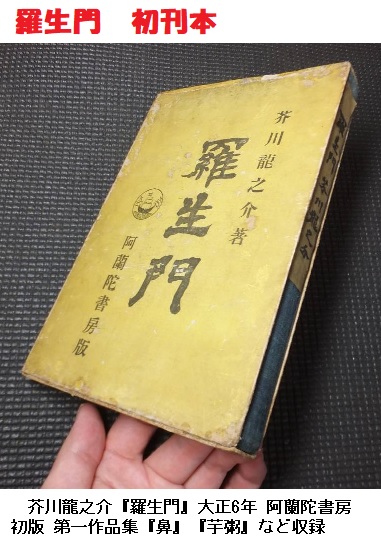 羅生門　初刊本
芥川龍之介著
羅生門
阿蘭陀書房版
芥川龍之介『羅生門』大正6年 阿蘭陀書房
初版 第一作品集『鼻』『芋粥』など収録